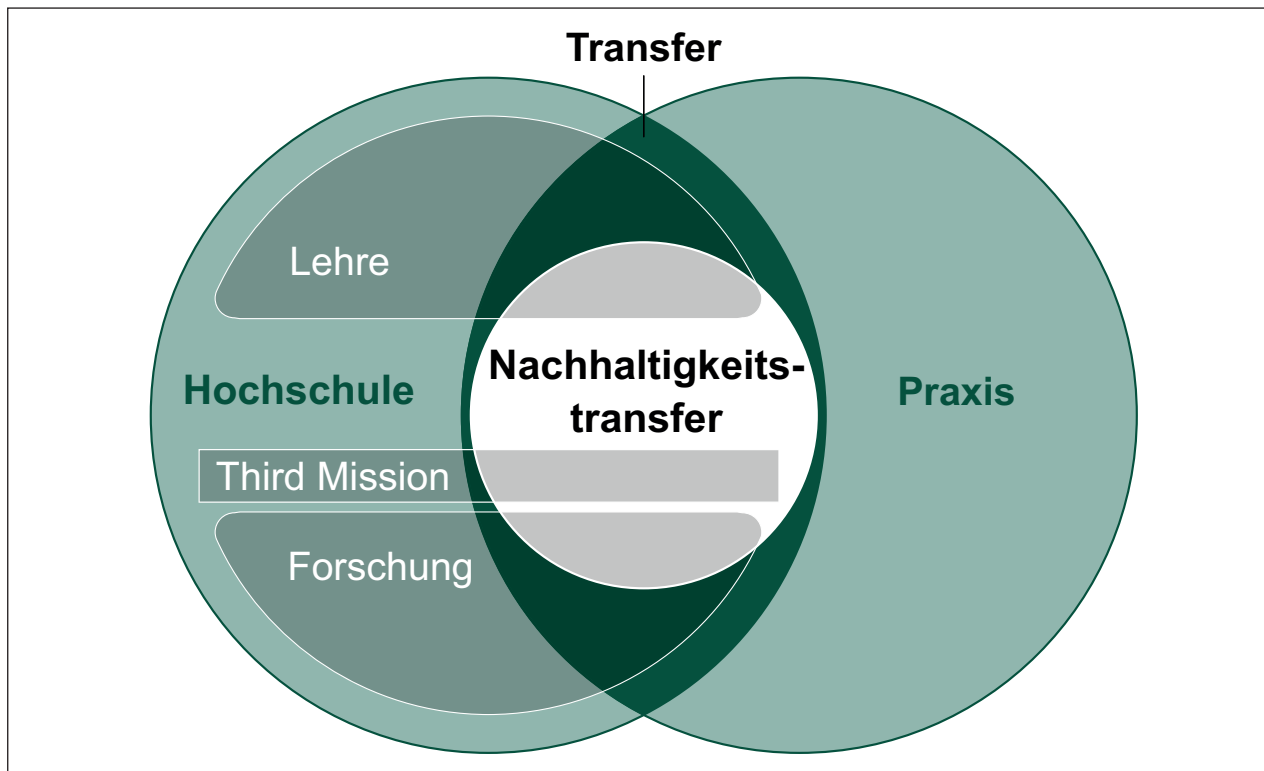 Transfer
Lehre
Nachhaltigkeits-
transfer
Hochschule
Praxis
Third Mission
Forschung